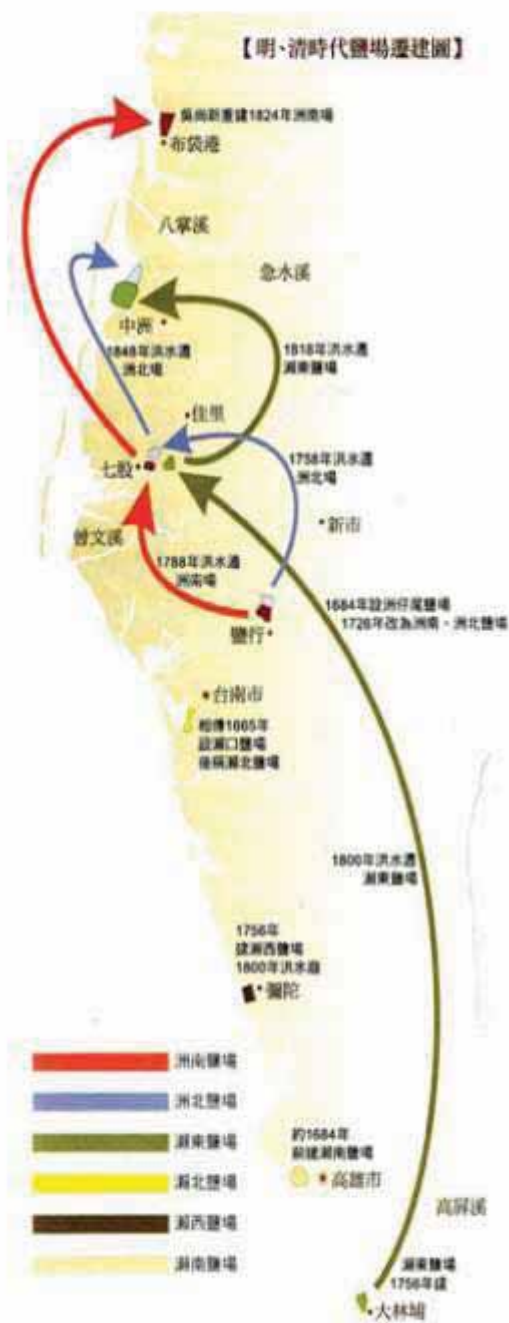 【明、清時代鹽場遷建圖】
吳尚新重建1824年洲南場
布袋港
八掌溪
急水溪
中洲
1848年洪水遷
洲北場
1818年洪水遷
瀨東鹽場
佳里
七股
1758年洪水遷
洲北場
新市
曾文溪
1788年洪水遷
洲南場
1684年設洲仔尾鹽場
1726年改為洲南、洲北鹽場
鹽行
台南市
相傳1665年
設瀨口鹽場
後稱瀨北鹽場
1800年洪水遷
瀨東鹽場
1756年
建瀨西鹽場
1800年洪水廢
彌陀
洲南鹽場
洲北鹽場
瀨東鹽場
瀨北鹽場
瀨西鹽場
瀨南鹽場
約1684年
前建瀨南鹽場
高雄市
高屏溪
瀨東鹽場
1756年建
大林埔